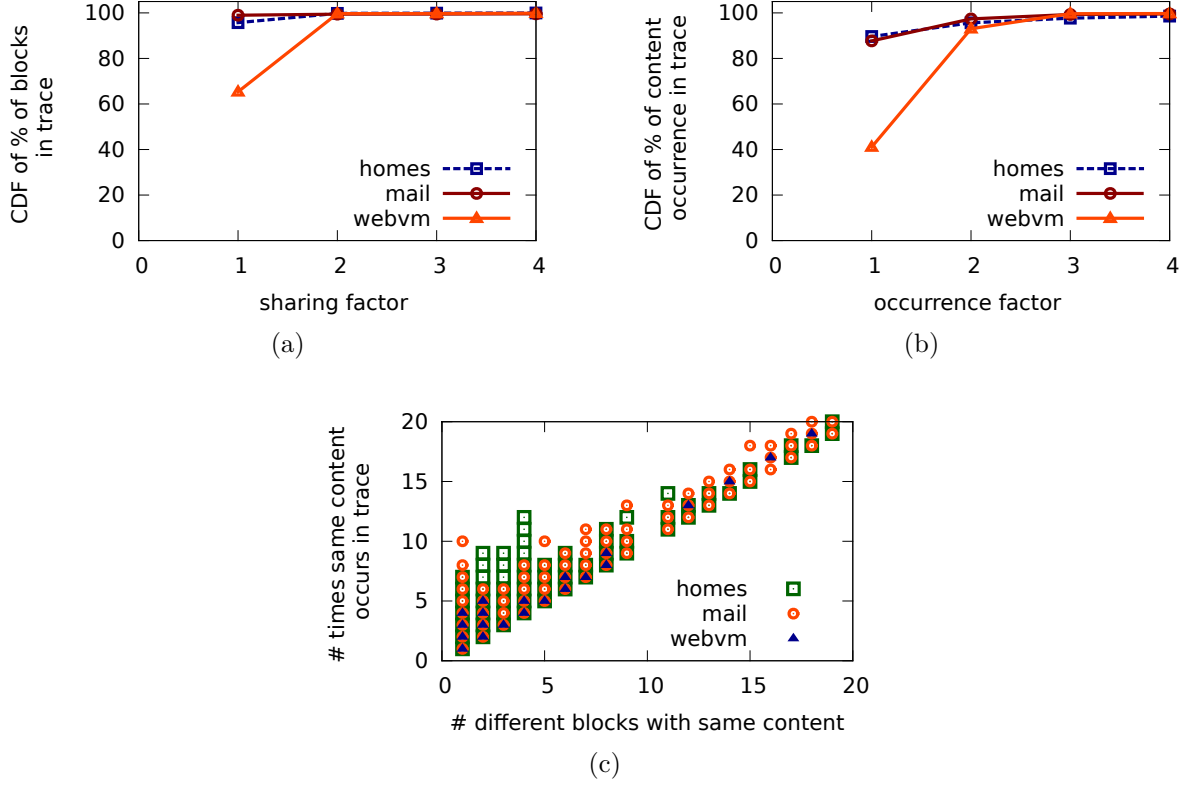 CDF of % of blocks
in trace
100
80
60
40
20
0
0 1 2 3 4
homes
mail
webvm
sharing factor
(a)
CDF of % of content
occurrence in trace
100
80
60
40
20
0
0 1 2 3 4
homes
mail
webvm
occurrence factor
(b)
# times same content
occurs in trace
20
15
10
5
0
0 5 10 15 20
homes
mail
webvm
# different blocks with same content
(c)